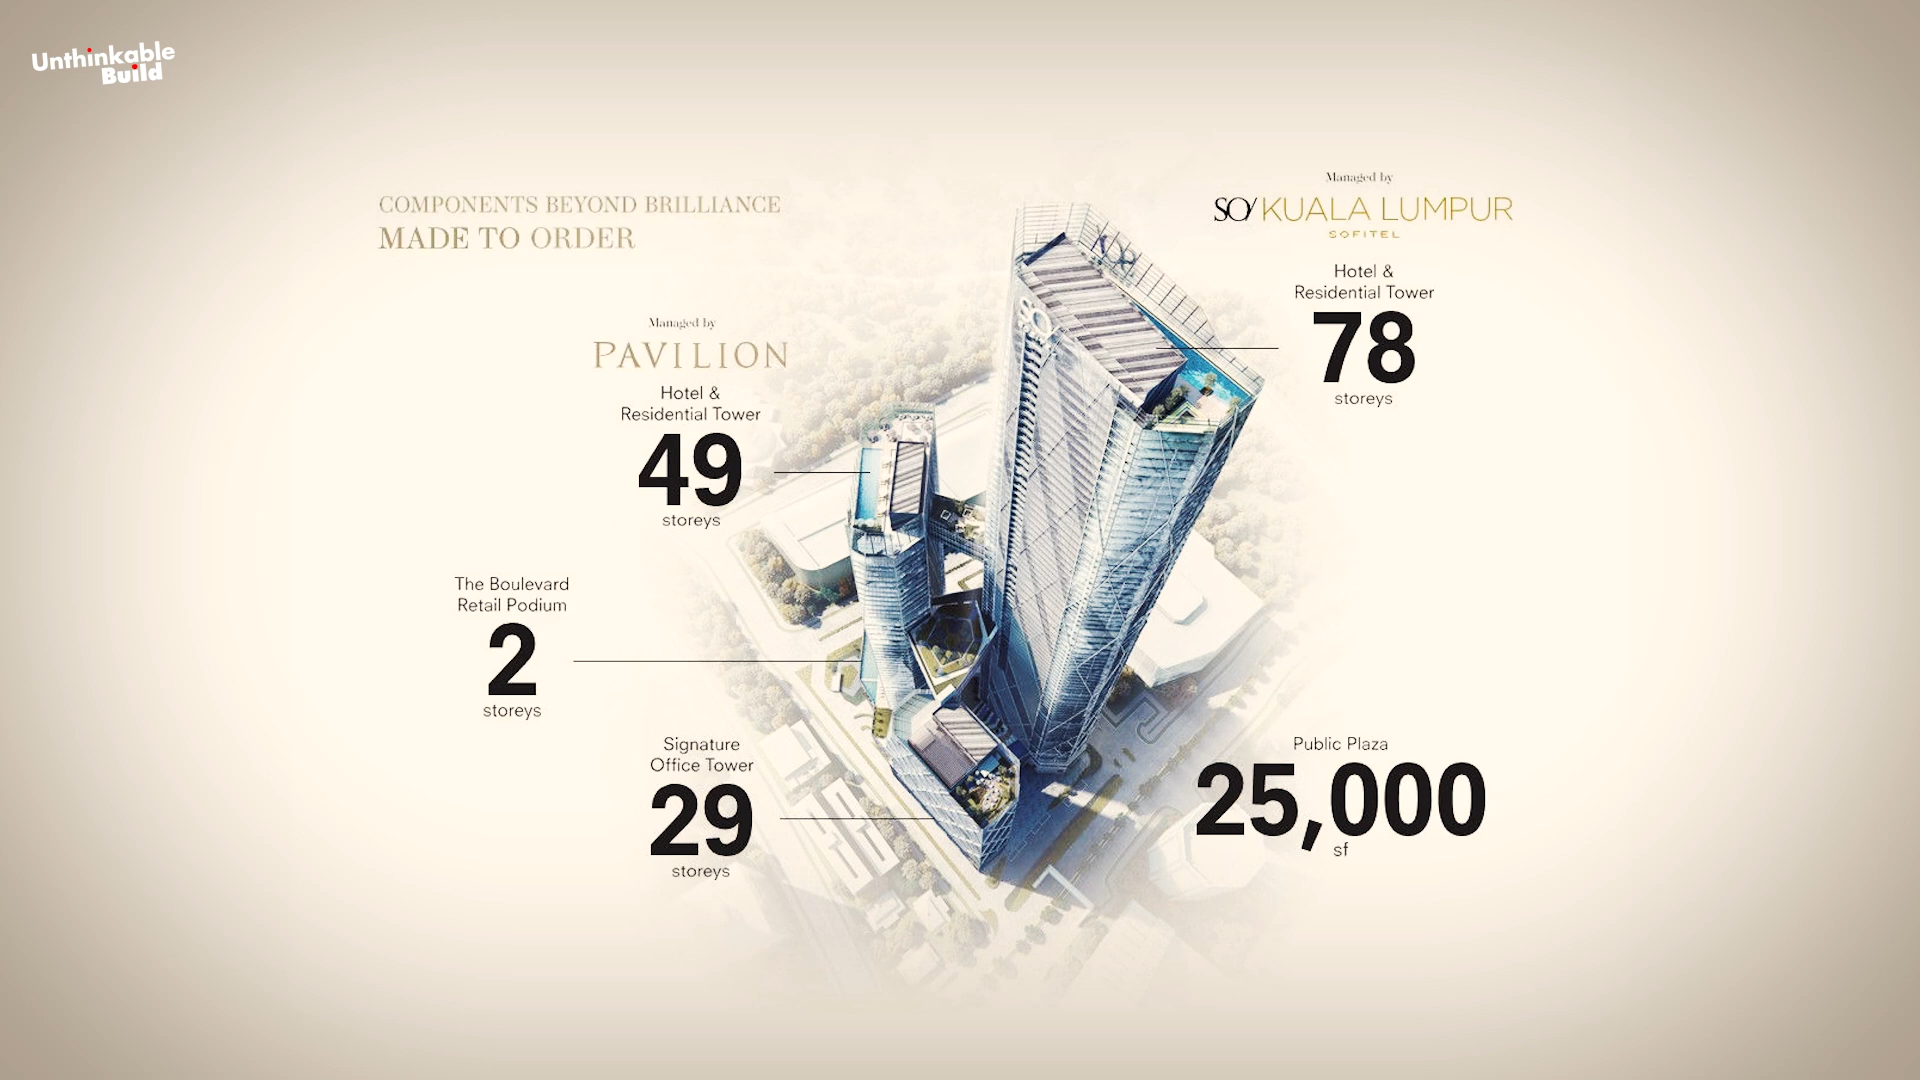 Unthinkable
Build
COMPONENTS BEYOND BRILLIANCE
MADE TO ORDER
Managed by
SO/ KUALA LUMPUR
SOFITEL
Hotel &
Residential Tower
78
storeys
Managed by
PAVILION
Hotel &
Residential Tower
49
storeys
The Boulevard
Retail Podium
2
storeys
Signature
Office Tower
29
storeys
Public Plaza
25,000
sf
SO